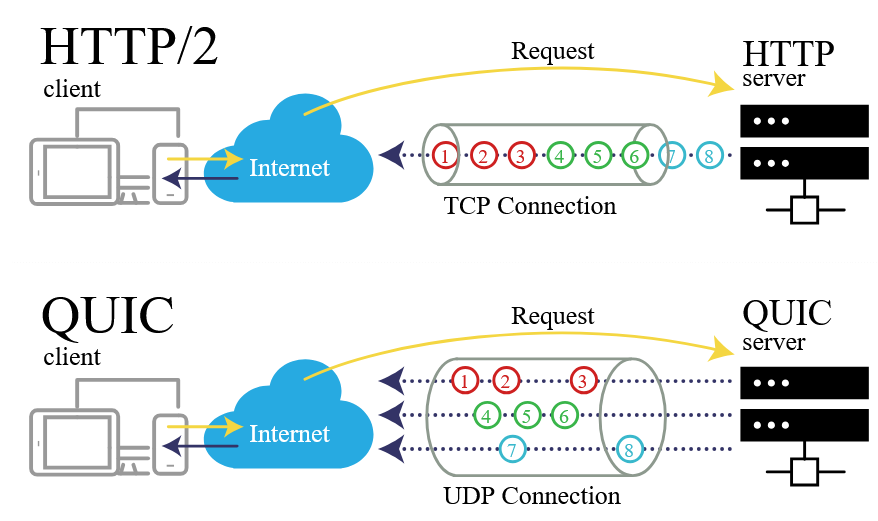 HTTP/2
client
Request
HTTP
server
Internet
1 2 3 4 5 6 7 8
TCP Connection
QUIC
client
Request
QUIC
server
Internet
1 2 3
4 5 6
7 8
UDP Connection